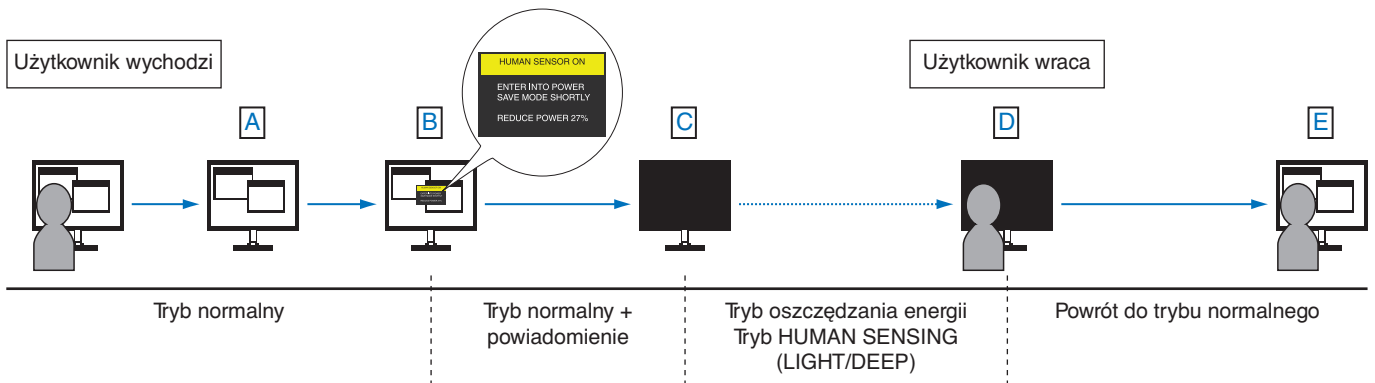 Użytkownik wychodzi
HUMAN SENSOR ON
ENTER INTO POWER
SAVE MODE SHORTLY
REDUCE POWER 27%
Użytkownik wraca
A
B
C
D
E
Tryb normalny
Tryb normalny +
powiadomienie
Tryb oszczędzania energii
Tryb HUMAN SENSING
(LIGHT/DEEP)
Powrót do trybu normalnego